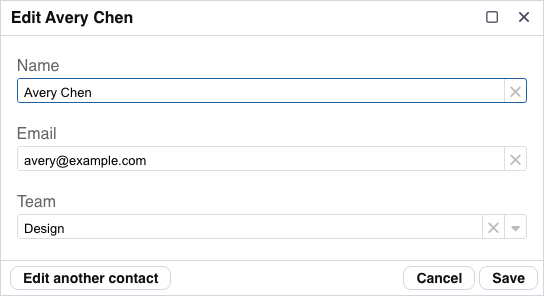 Edit Avery Chen
Name
Avery Chen
Email
avery@example.com
Team
Design
Edit another contact
Cancel
Save